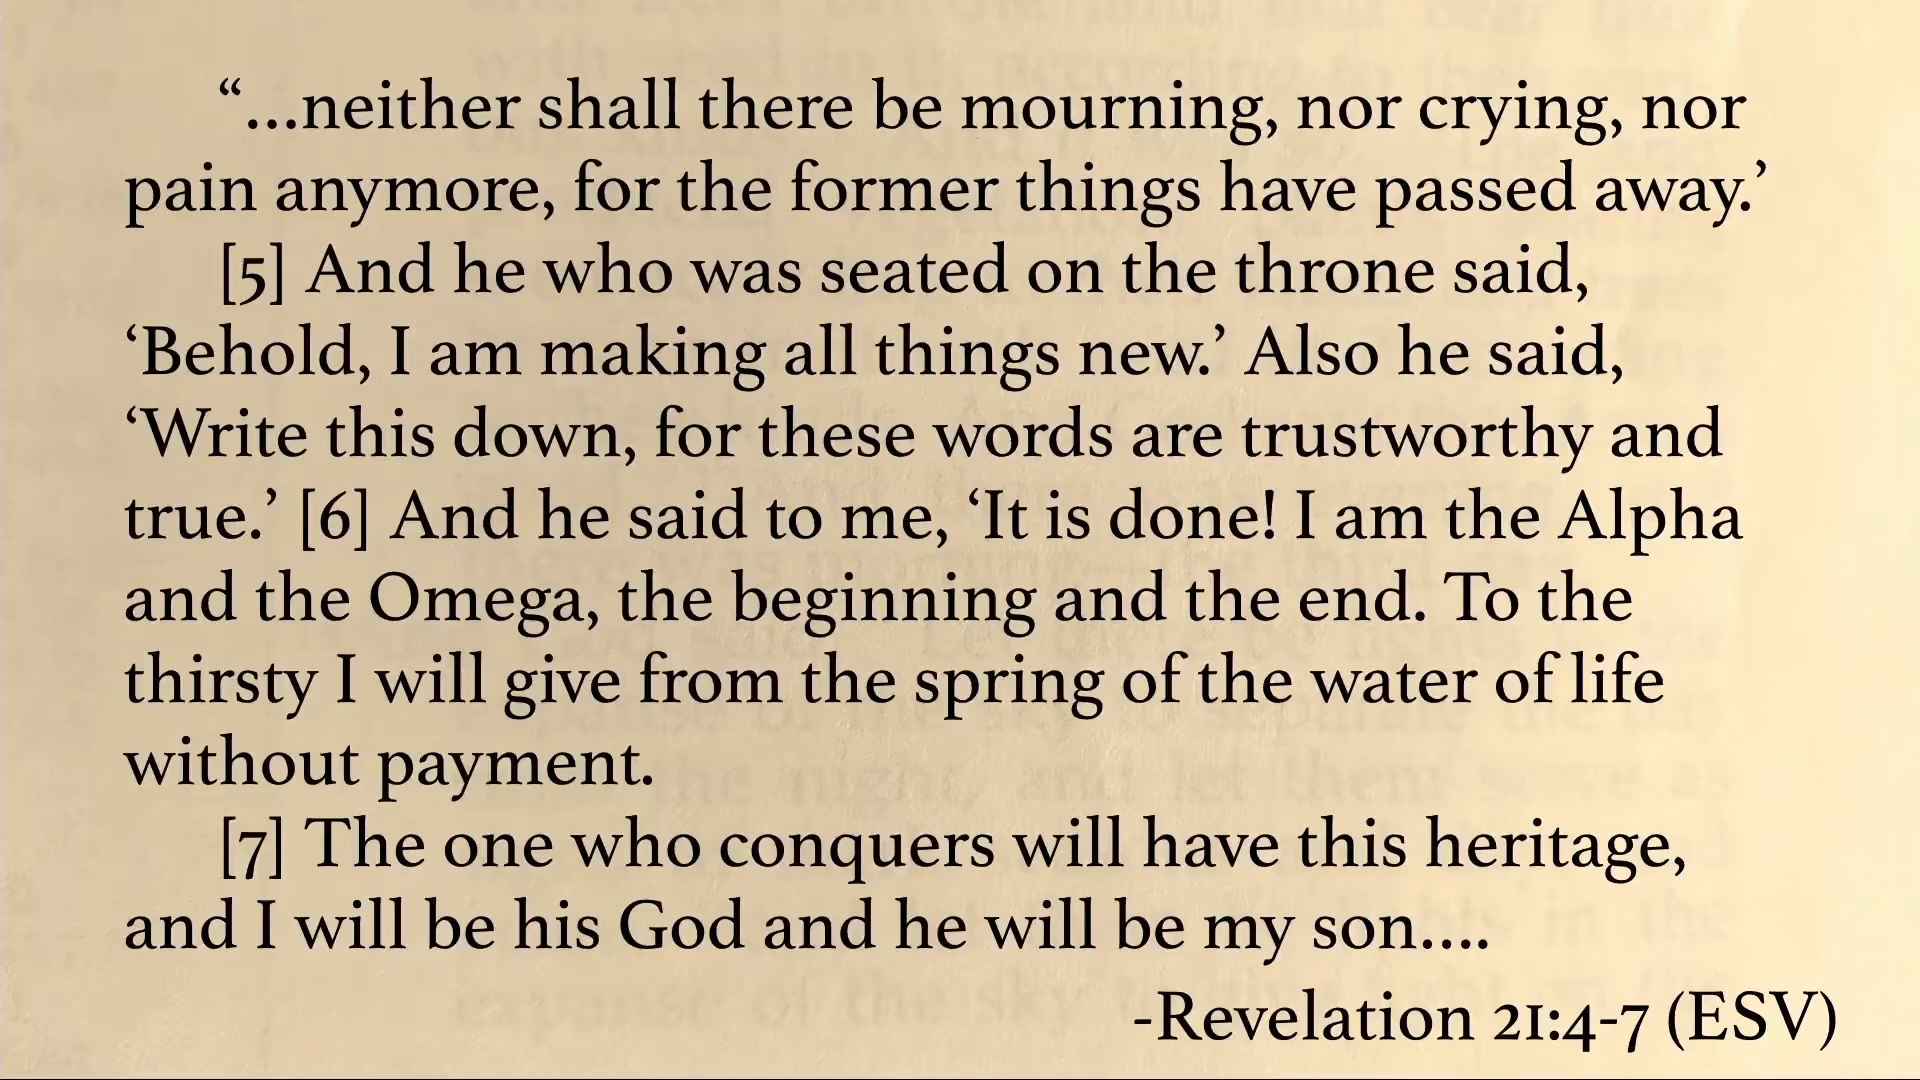 “…neither shall there be mourning, nor crying, nor
pain anymore, for the former things have passed away.’
[5] And he who was seated on the throne said,
‘Behold, I am making all things new.’ Also he said,
‘Write this down, for these words are trustworthy and
true.’ [6] And he said to me, ‘It is done! I am the Alpha
and the Omega, the beginning and the end. To the
thirsty I will give from the spring of the water of life
without payment.
[7] The one who conquers will have this heritage,
and I will be his God and he will be my son….
-Revelation 21:4-7 (ESV)